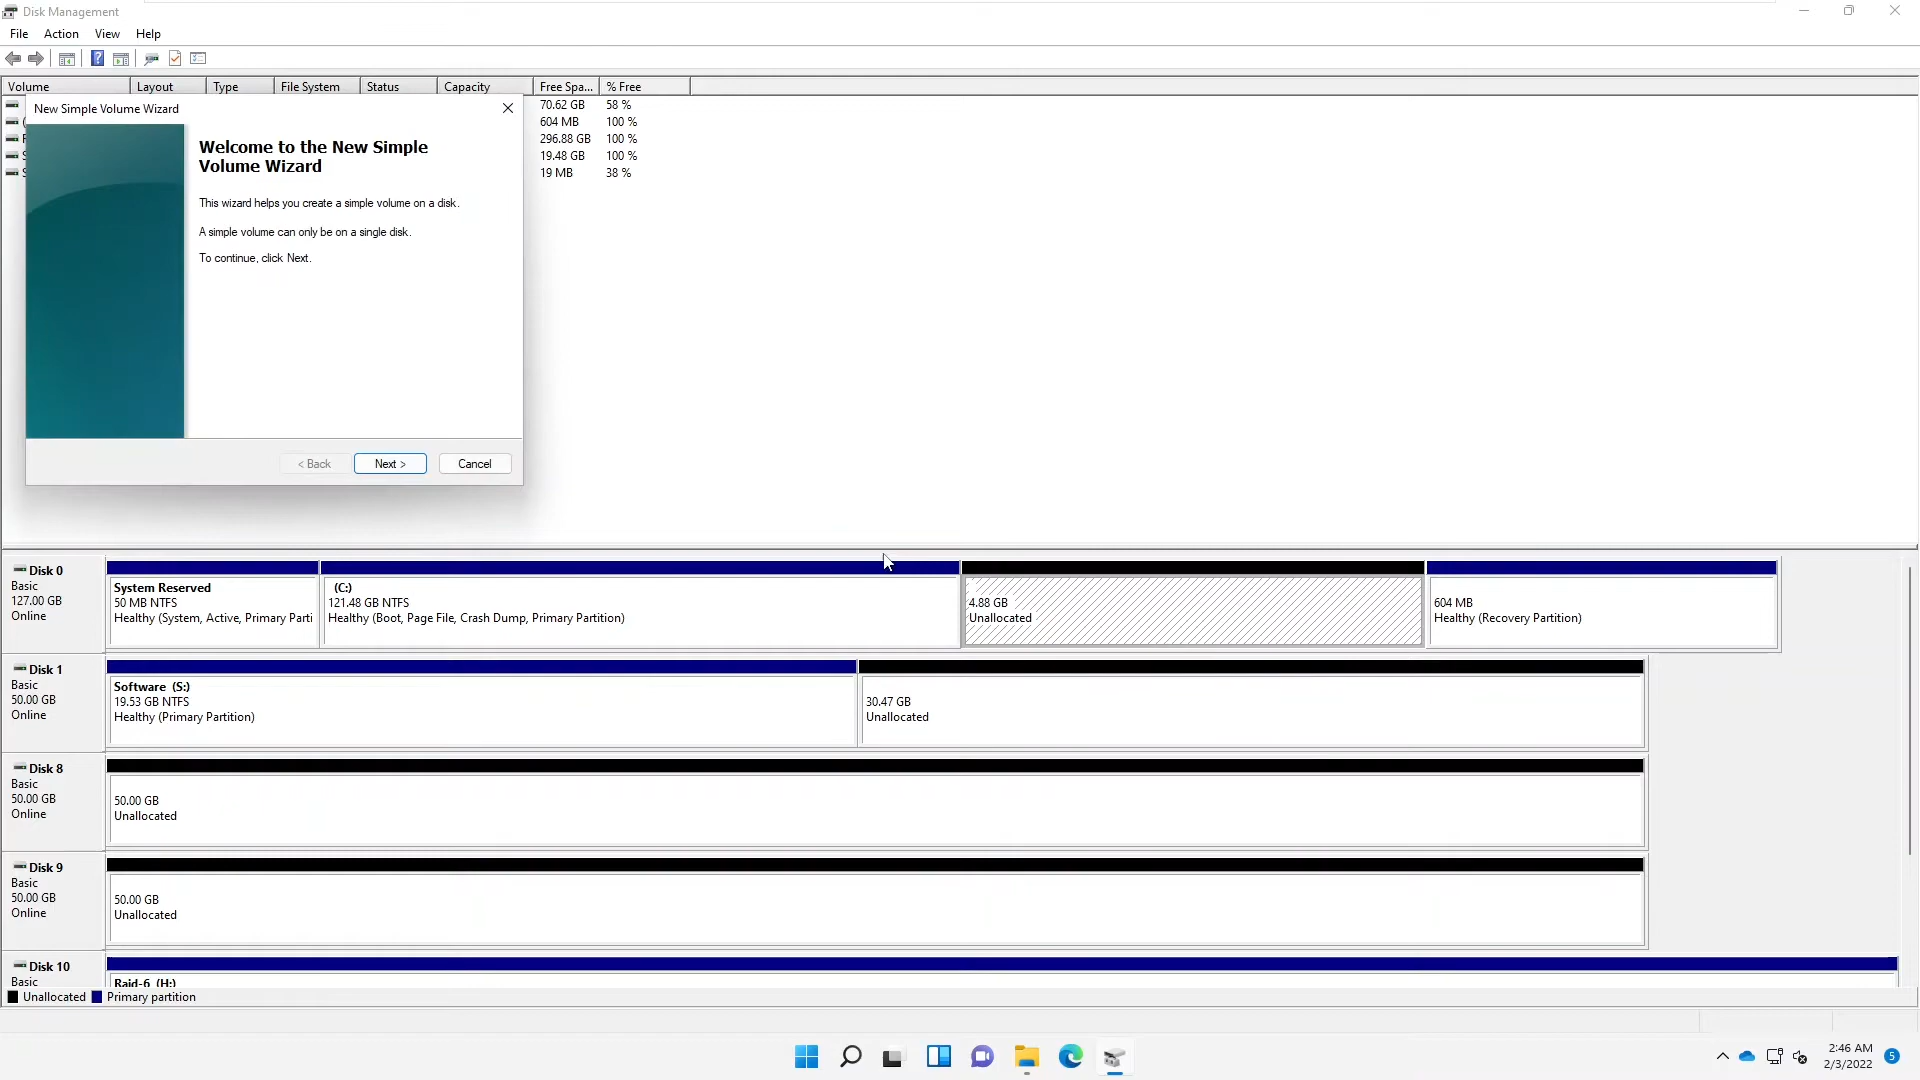 Disk Management
File Action View Help
Volume Layout Type File System Status Capacity Free Spa... % Free
70.62 GB 58 %
604 MB 100 %
296.88 GB 100 %
19.48 GB 100 %
19 MB 38 %
New Simple Volume Wizard
Welcome to the New Simple
Volume Wizard
This wizard helps you create a simple volume on a disk.
A simple volume can only be on a single disk.
To continue, click Next.
< Back Next > Cancel
Disk 0
Basic
127.00 GB
Online
System Reserved
50 MB NTFS
Healthy (System, Active, Primary Parti
(C:)
121.48 GB NTFS
Healthy (Boot, Page File, Crash Dump, Primary Partition)
4.88 GB
Unallocated
604 MB
Healthy (Recovery Partition)
Disk 1
Basic
50.00 GB
Online
Software (S:)
19.53 GB NTFS
Healthy (Primary Partition)
30.47 GB
Unallocated
Disk 8
Basic
50.00 GB
Online
50.00 GB
Unallocated
Disk 9
Basic
50.00 GB
Online
50.00 GB
Unallocated
Disk 10
Basic
Raid-6 (H:)
Unallocated Primary partition
2:46 AM
2/3/2022
5